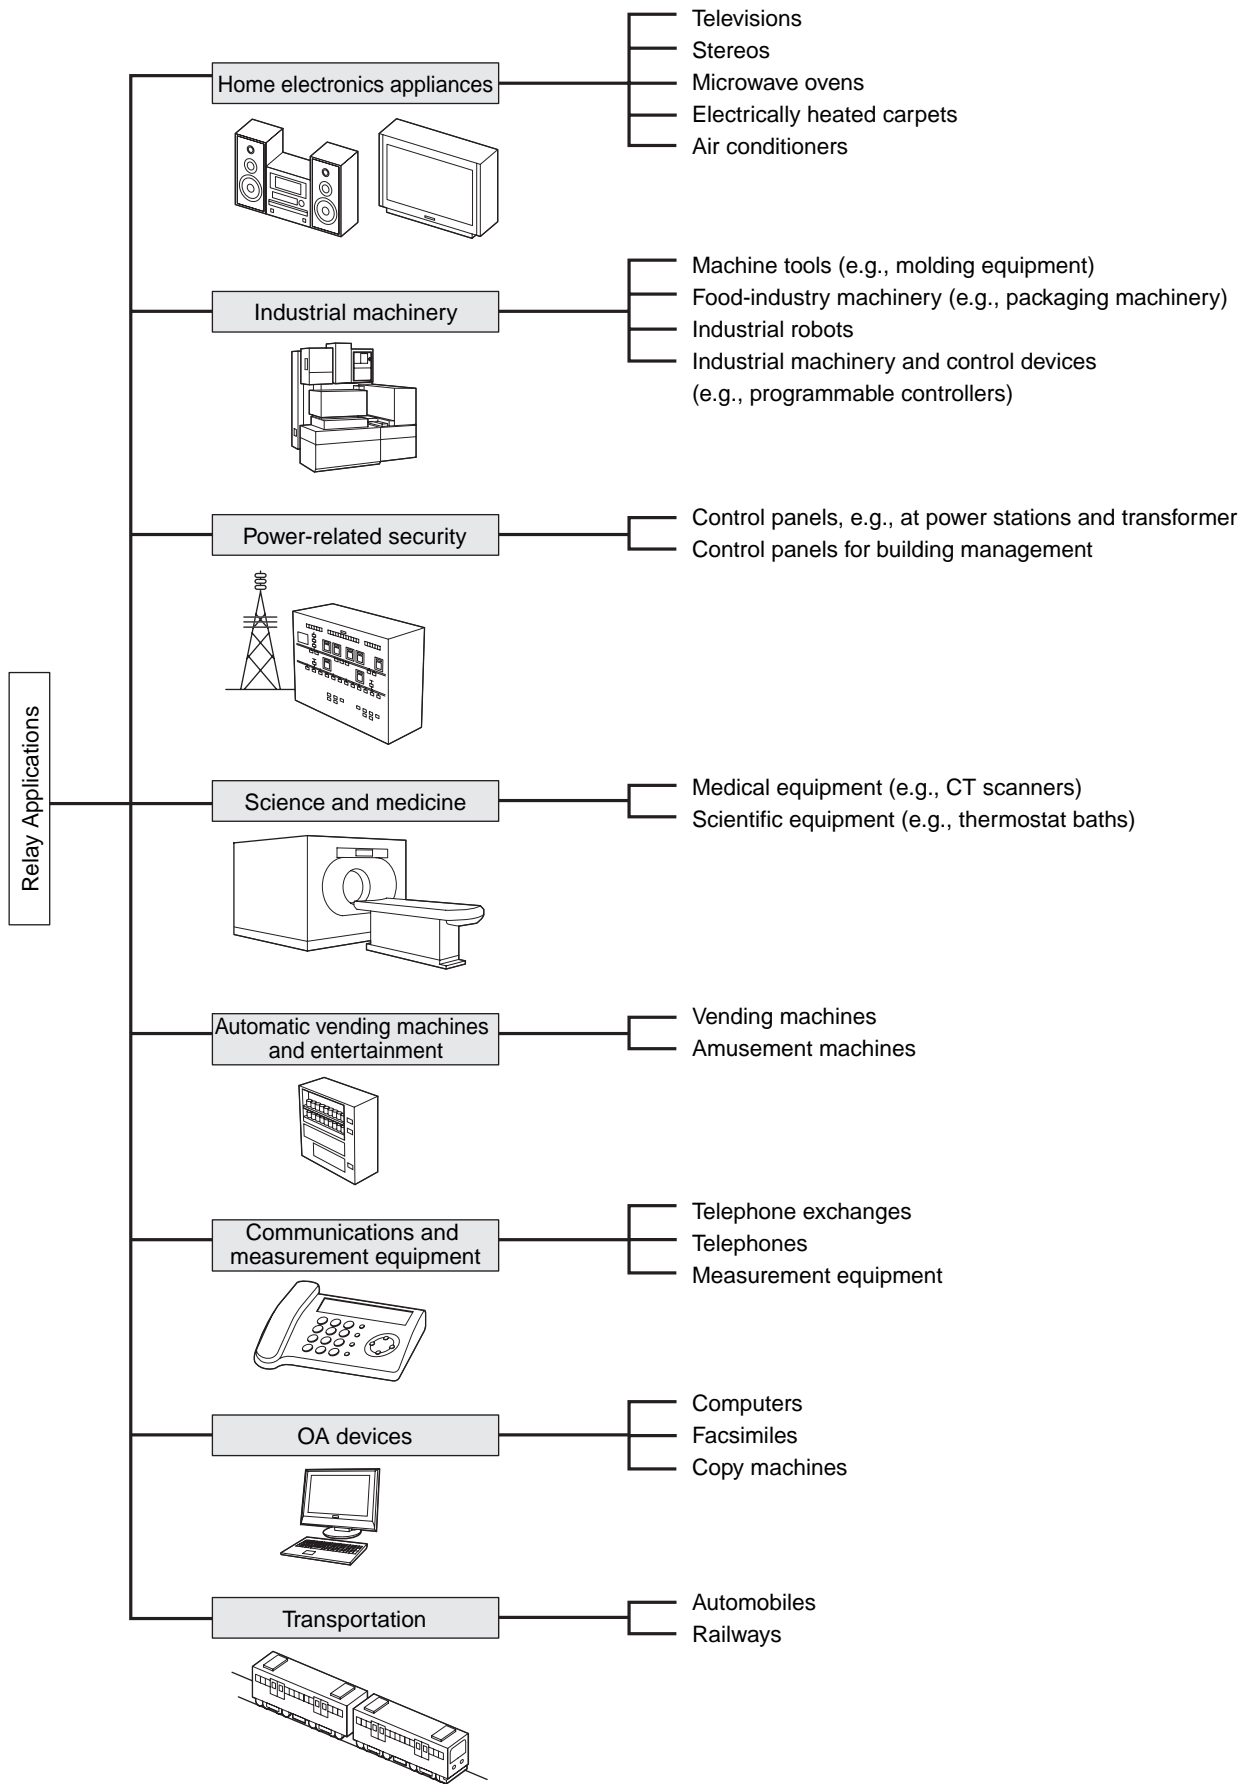 Relay Applications
Home electronics appliances
Televisions
Stereos
Microwave ovens
Electrically heated carpets
Air conditioners
Industrial machinery
Machine tools (e.g., molding equipment)
Food-industry machinery (e.g., packaging machinery)
Industrial robots
Industrial machinery and control devices
(e.g., programmable controllers)
Power-related security
Control panels, e.g., at power stations and transformer
Control panels for building management
Science and medicine
Medical equipment (e.g., CT scanners)
Scientific equipment (e.g., thermostat baths)
Automatic vending machines
and entertainment
Vending machines
Amusement machines
Communications and
measurement equipment
Telephone exchanges
Telephones
Measurement equipment
OA devices
Computers
Facsimiles
Copy machines
Transportation
Automobiles
Railways